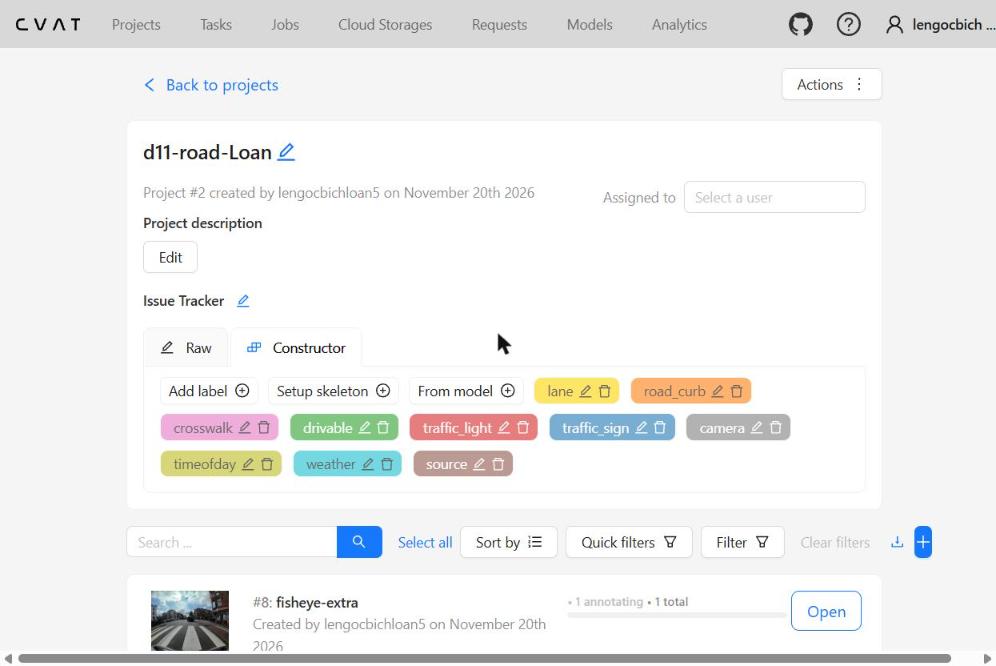 CVAT Projects Tasks Jobs Cloud Storages Requests Models Analytics lengocbich ...
Back to projects Actions
d11-road-Loan
Project #2 created by lengocbichloan5 on November 20th 2026
Assigned to Select a user
Project description
Edit
Issue Tracker
Raw Constructor
Add label Setup skeleton From model lane road_curb
crosswalk drivable traffic_light traffic_sign camera
timeofday weather source
Search ... Select all Sort by Quick filters Filter Clear filters
#8: fisheye-extra • 1 annotating • 1 total
Created by lengocbichloan5 on November 20th Open
2026